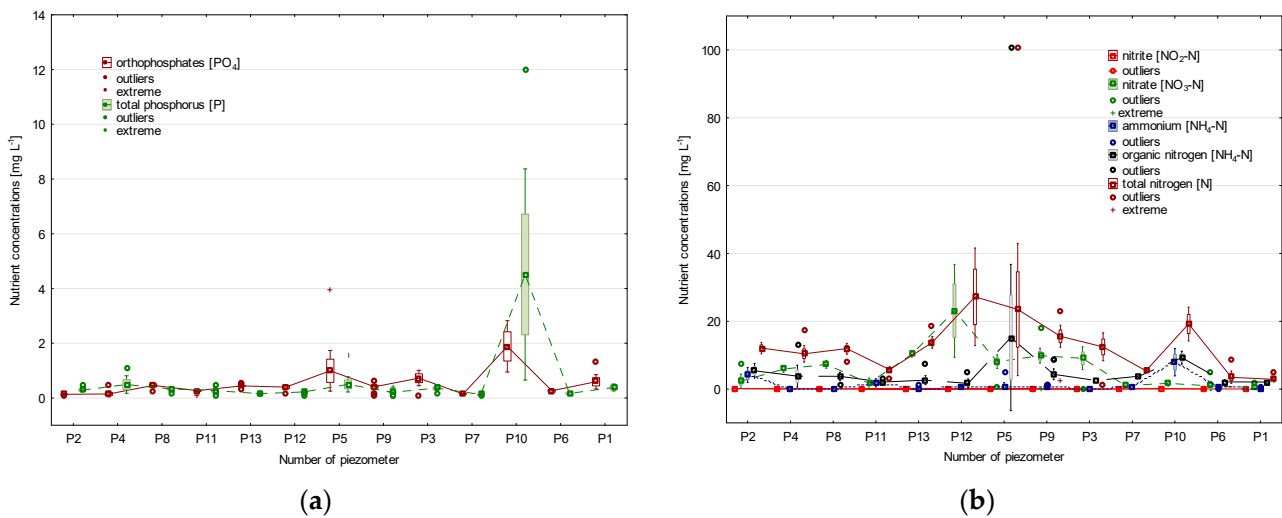 14
12
10
8
6
4
2
0
Nutrient concentrations [mg L⁻¹]
orthophosphates [PO₄]
outliers
extreme
total phosphorus [P]
outliers
extreme
P2 P4 P8 P11 P13 P12 P5 P9 P3 P7 P10 P6 P1
Number of piezometer
(a)
100
80
60
40
20
0
Nutrient concentrations [mg L⁻¹]
nitrite [NO₂-N]
outliers
nitrate [NO₃-N]
outliers
extreme
ammonium [NH₄-N]
outliers
organic nitrogen [NH₄-N]
outliers
total nitrogen [N]
outliers
extreme
P2 P4 P8 P11 P13 P12 P5 P9 P3 P7 P10 P6 P1
Number of piezometer
(b)